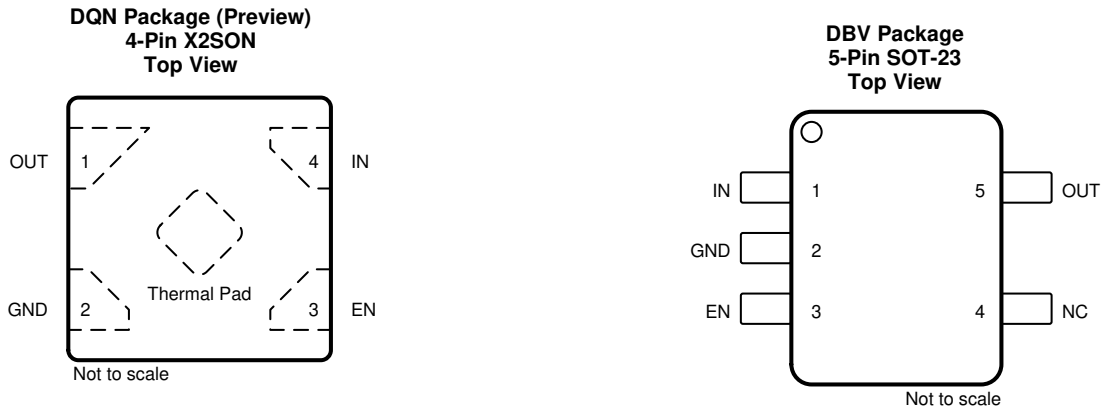 DQN Package (Preview)
4-Pin X2SON
Top View
OUT 1 4 IN
Thermal Pad
GND 2 3 EN
Not to scale
DBV Package
5-Pin SOT-23
Top View
IN 1 5 OUT
GND 2
EN 3 4 NC
Not to scale